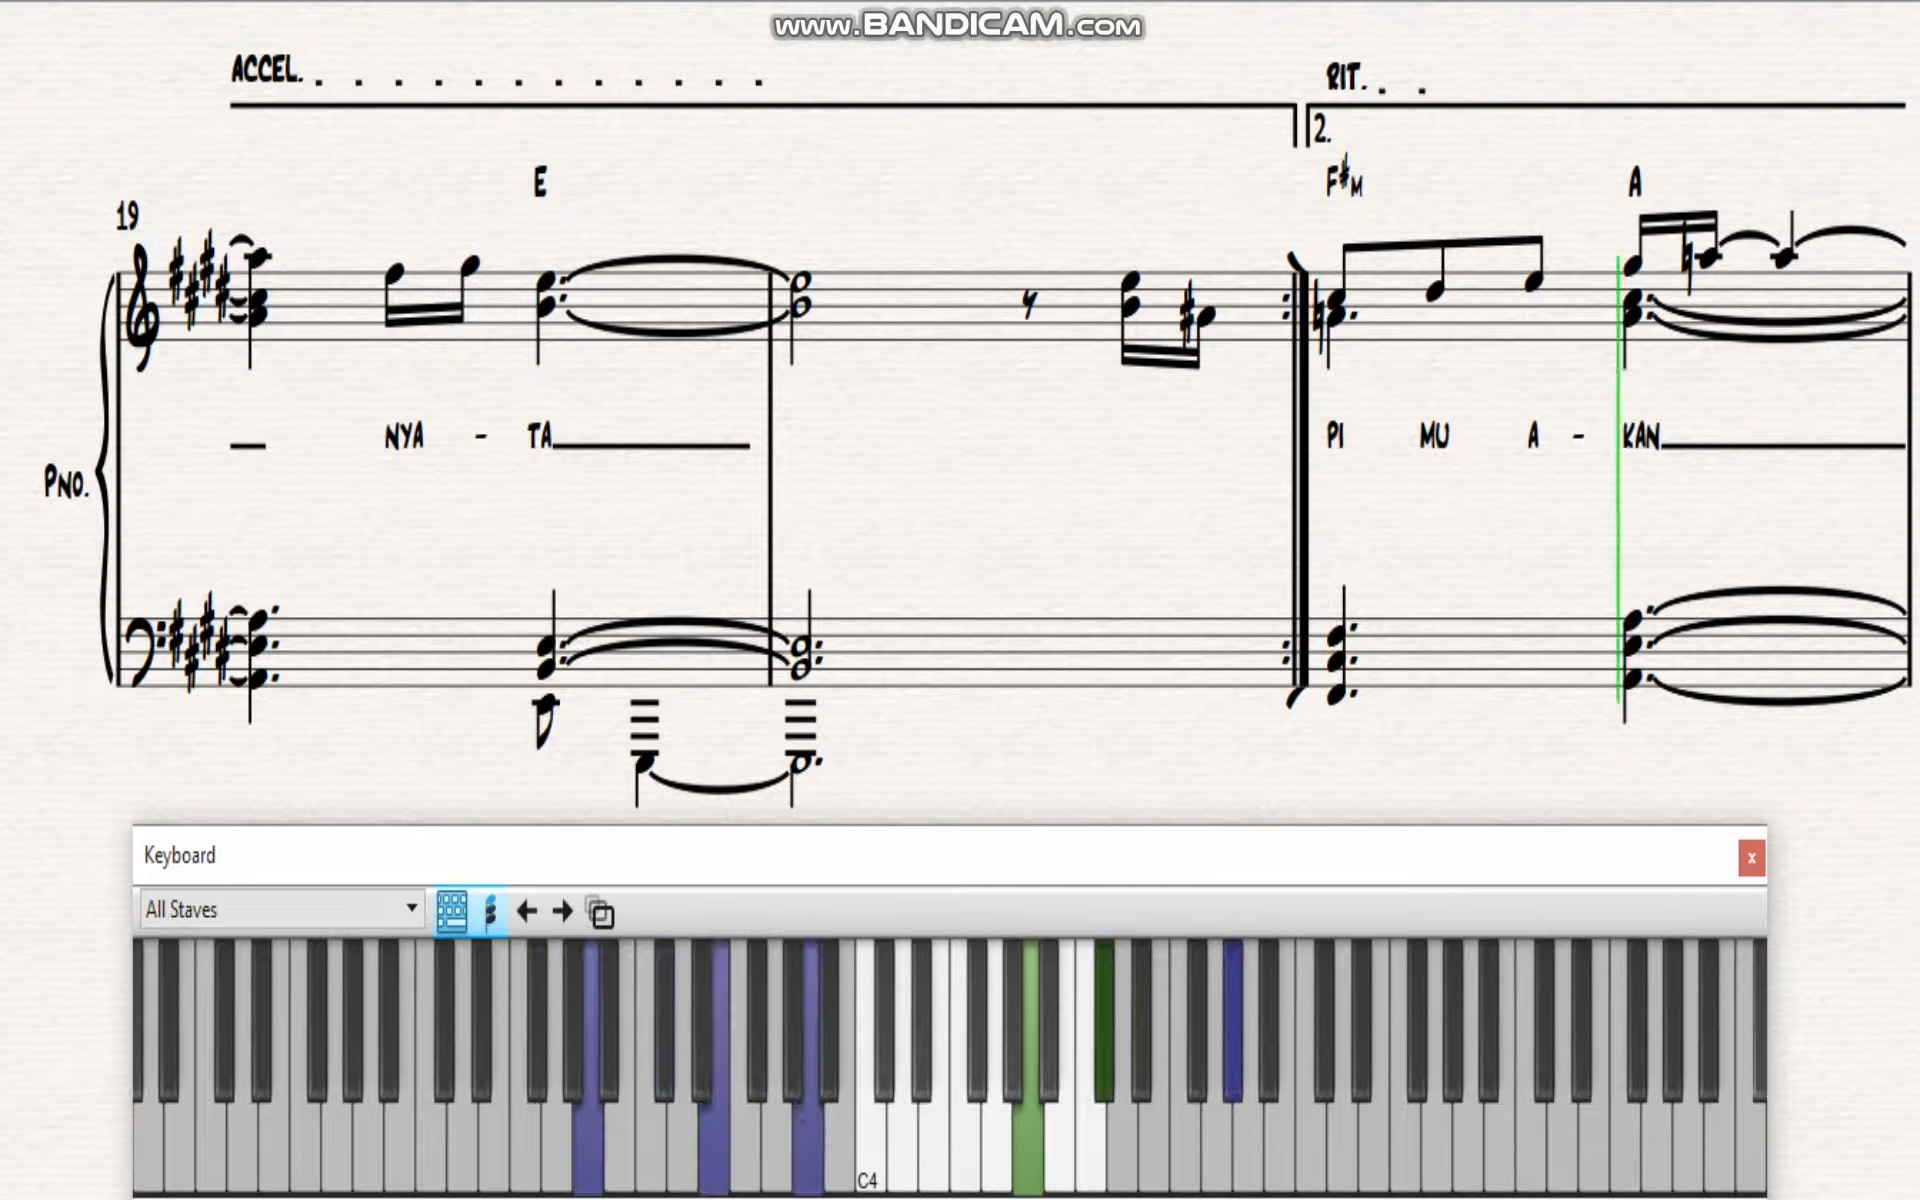 www.BANDICAM.com
ACCEL. . . . . . . . . . . .
RIT. . .
2.
E
F#M
A
19
NYA - TA
PI MU A - KAN
PNO.
Keyboard
x
All Staves
C4